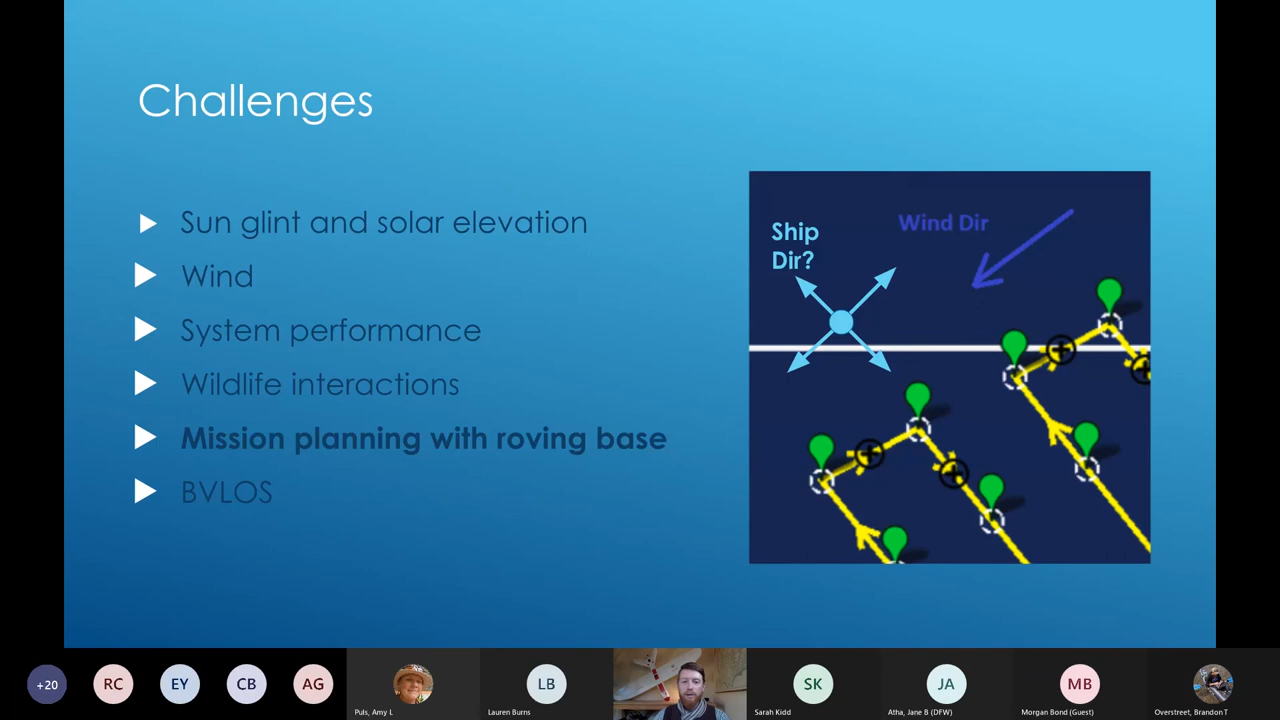 Challenges
Sun glint and solar elevation
Wind
System performance
Wildlife interactions
Mission planning with roving base
BVLOS
Ship
Dir?
Wind Dir
+20
RC
EY
CB
AG
Puls, Amy L
LB
Lauren Burns
SK
Sarah Kidd
JA
Atha, Jane B (DFW)
MB
Morgan Bond (Guest)
Overstreet, Brandon T